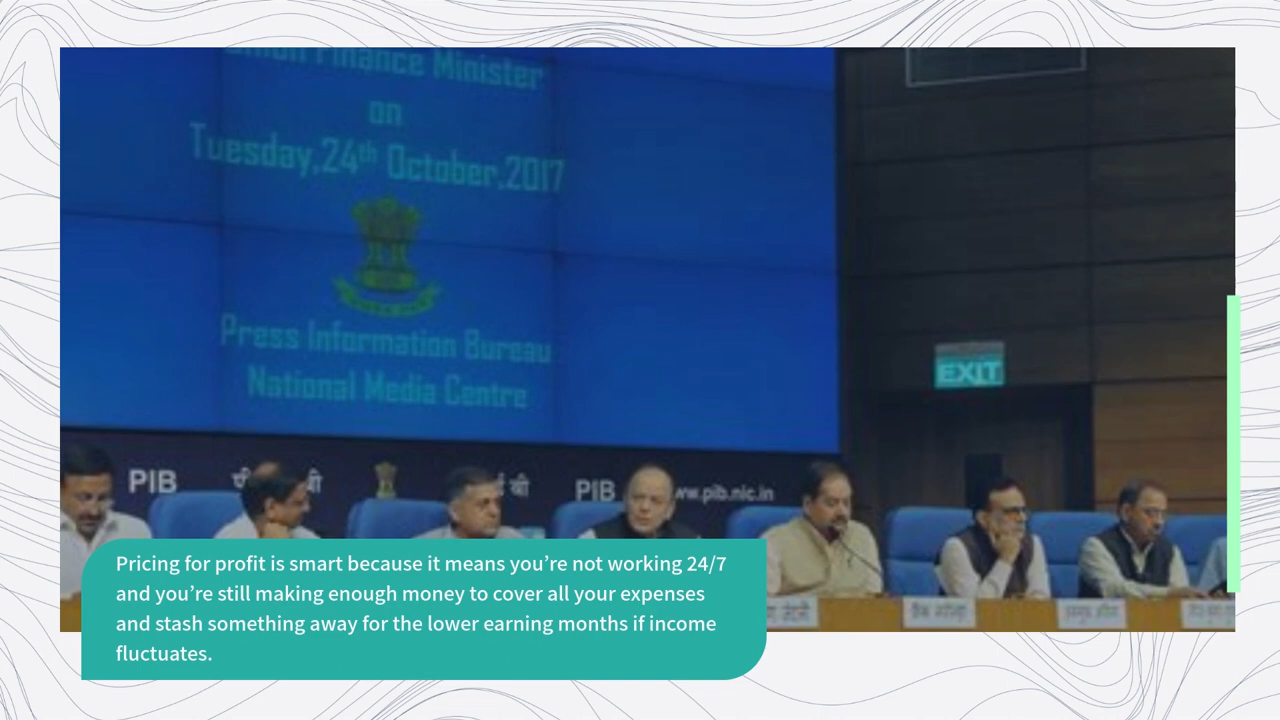 Union Finance Minister
on
Tuesday,24th October,2017
Press Information Bureau
National Media Centre
EXIT
PIB
PIB www.pib.nic.in
Pricing for profit is smart because it means you’re not working 24/7
and you’re still making enough money to cover all your expenses
and stash something away for the lower earning months if income
fluctuates.